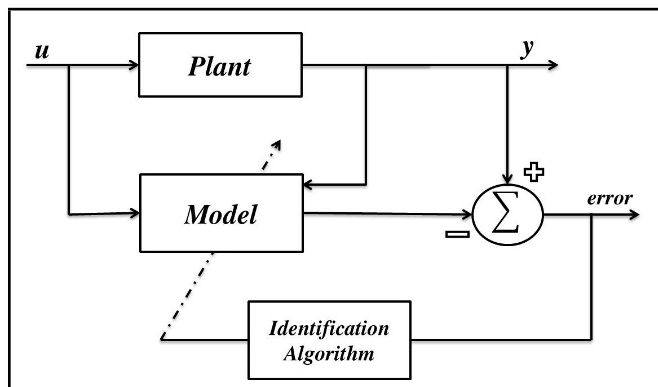 u
y
Plant
Model
+
Σ
error
−
Identification
Algorithm